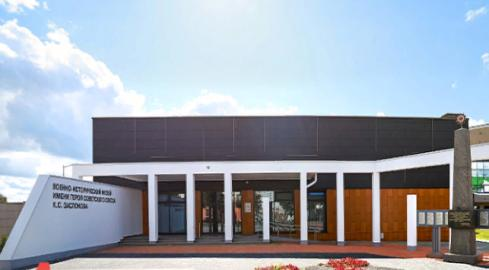 ВОЕННО-ИСТОРИЧЕСКИЙ МУЗЕЙ
ИМЕНИ ГЕРОЯ СОВЕТСКОГО СОЮЗА
К.С. ЗАСЛОНОВА